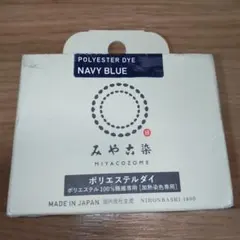 POLYESTER DYE
NAVY BLUE
みや古染
MIYACOZOME
ポリエステルダイ
ポリエステル100%繊維専用 [加熱染色専用]
MADE IN JAPAN
NIHONBASHI 1890